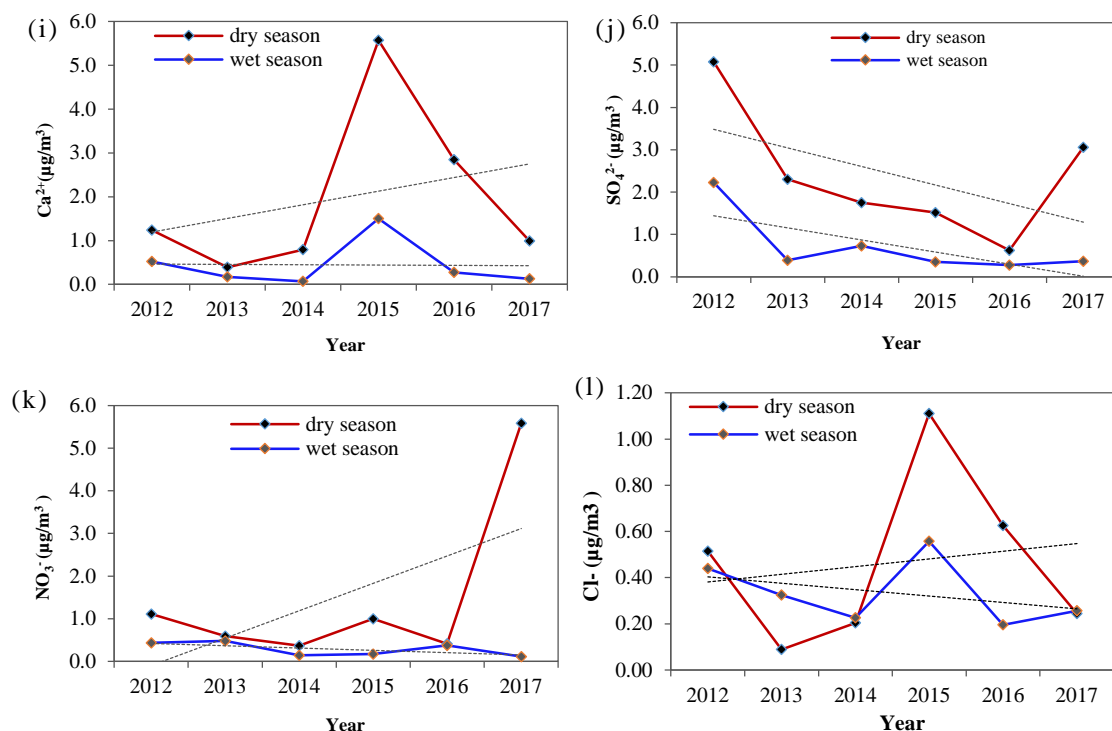 (i)
dry season
wet season
6.0
5.0
4.0
3.0
2.0
1.0
0.0
Ca²⁺(µg/m³)
2012 2013 2014 2015 2016 2017
Year
(j)
dry season
wet season
6.0
5.0
4.0
3.0
2.0
1.0
0.0
SO₄²⁻ (µg/m³)
2012 2013 2014 2015 2016 2017
Year
(k)
dry season
wet season
6.0
5.0
4.0
3.0
2.0
1.0
0.0
NO₃⁻ (µg/m³ )
2012 2013 2014 2015 2016 2017
Year
(l)
dry season
wet season
1.20
1.00
0.80
0.60
0.40
0.20
0.00
Cl- (µg/m3 )
2012 2013 2014 2015 2016 2017
Year